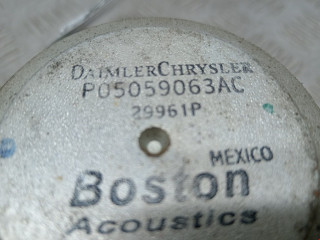 DAIMLERCHRYSLER
P05059063AC
29961P
MEXICO
Boston
Acoustics